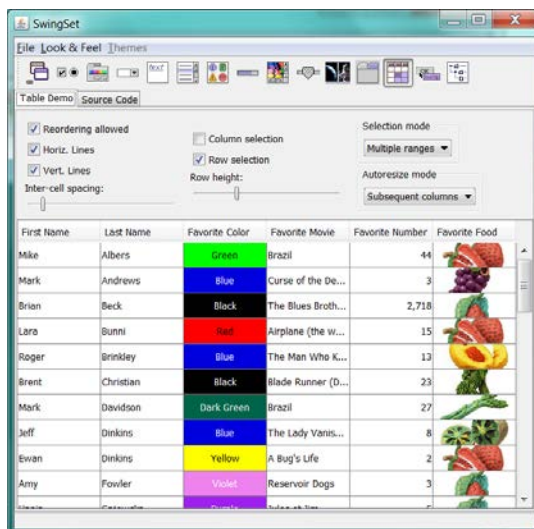 SwingSet
File Look & Feel Themes
text
Table Demo Source Code
Reordering allowed
Horiz. Lines
Vert. Lines
Inter-cell spacing:
Column selection
Row selection
Row height:
Selection mode
Multiple ranges
Autoresize mode
Subsequent columns
First Name Last Name Favorite Color Favorite Movie Favorite Number Favorite Food
Mike Albers Green Brazil 44
Mark Andrews Blue Curse of the De... 3
Brian Beck Black The Blues Broth... 2,718
Lara Bunni Red Airplane (the w... 15
Roger Brinkley Blue The Man Who K... 13
Brent Christian Black Blade Runner (D... 23
Mark Davidson Dark Green Brazil 27
Jeff Dinkins Blue The Lady Vanis... 8
Ewan Dinkins Yellow A Bug's Life 2
Amy Fowler Violet Reservoir Dogs 3
Purple